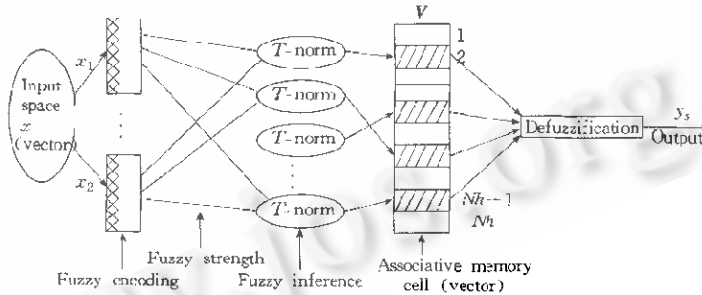 V
1
2
x1
Input
space
x
(vector)
x2
T-norm
T-norm
T-norm
T-norm
Defuzzification
ys
Output
Nh-1
Nh
Fuzzy strength
Fuzzy encoding
Fuzzy inference
Associative memory
cell (vector)